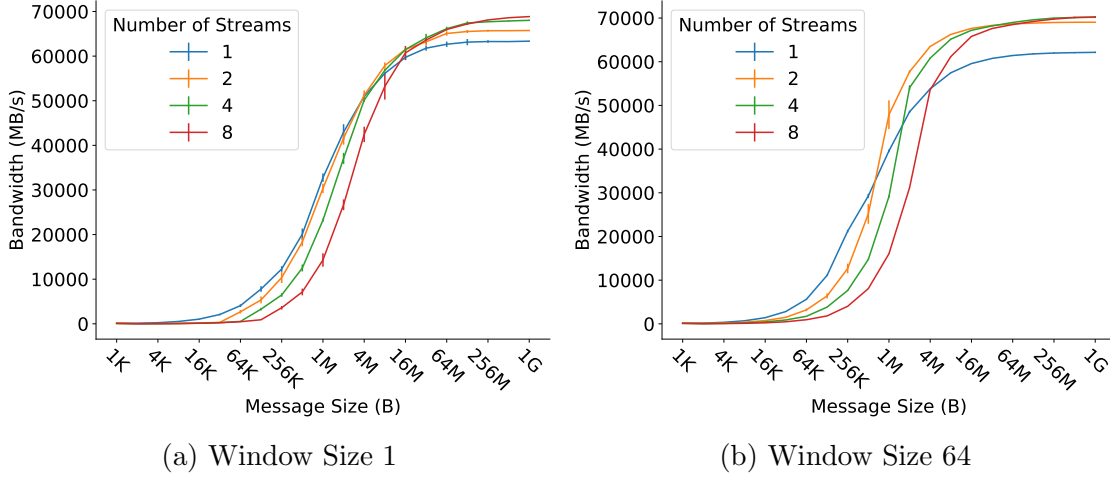 70000
60000
50000
40000
30000
20000
10000
0
Bandwidth (MB/s)
Number of Streams
1
2
4
8
1K
4K
16K
64K
256K
1M
4M
16M
64M
256M
1G
Message Size (B)
(a) Window Size 1
70000
60000
50000
40000
30000
20000
10000
0
Bandwidth (MB/s)
Number of Streams
1
2
4
8
1K
4K
16K
64K
256K
1M
4M
16M
64M
256M
1G
Message Size (B)
(b) Window Size 64